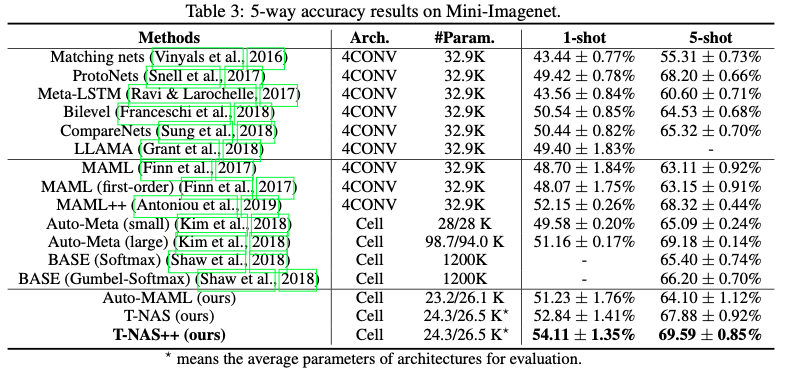 Table 3: 5-way accuracy results on Mini-Imagenet.
Methods Arch. #Param. 1-shot 5-shot
Matching nets (Vinyals et al., 2016) 4CONV 32.9K 43.44 ± 0.77% 55.31 ± 0.73%
ProtoNets (Snell et al., 2017) 4CONV 32.9K 49.42 ± 0.78% 68.20 ± 0.66%
Meta-LSTM (Ravi & Larochelle, 2017) 4CONV 32.9K 43.56 ± 0.84% 60.60 ± 0.71%
Bilevel (Franceschi et al., 2018) 4CONV 32.9K 50.54 ± 0.85% 64.53 ± 0.68%
CompareNets (Sung et al., 2018) 4CONV 32.9K 50.44 ± 0.82% 65.32 ± 0.70%
LLAMA (Grant et al., 2018) 4CONV 32.9K 49.40 ± 1.83% -
MAML (Finn et al., 2017) 4CONV 32.9K 48.70 ± 1.84% 63.11 ± 0.92%
MAML (first-order) (Finn et al., 2017) 4CONV 32.9K 48.07 ± 1.75% 63.15 ± 0.91%
MAML++ (Antoniou et al., 2019) 4CONV 32.9K 52.15 ± 0.26% 68.32 ± 0.44%
Auto-Meta (small) (Kim et al., 2018) Cell 28/28 K 49.58 ± 0.20% 65.09 ± 0.24%
Auto-Meta (large) (Kim et al., 2018) Cell 98.7/94.0 K 51.16 ± 0.17% 69.18 ± 0.14%
BASE (Softmax) (Shaw et al., 2018) Cell 1200K - 65.40 ± 0.74%
BASE (Gumbel-Softmax) (Shaw et al., 2018) Cell 1200K - 66.20 ± 0.70%
Auto-MAML (ours) Cell 23.2/26.1 K 51.23 ± 1.76% 64.10 ± 1.12%
T-NAS (ours) Cell 24.3/26.5 K* 52.84 ± 1.41% 67.88 ± 0.92%
T-NAS++ (ours) Cell 24.3/26.5 K* 54.11 ± 1.35% 69.59 ± 0.85%
* means the average parameters of architectures for evaluation.